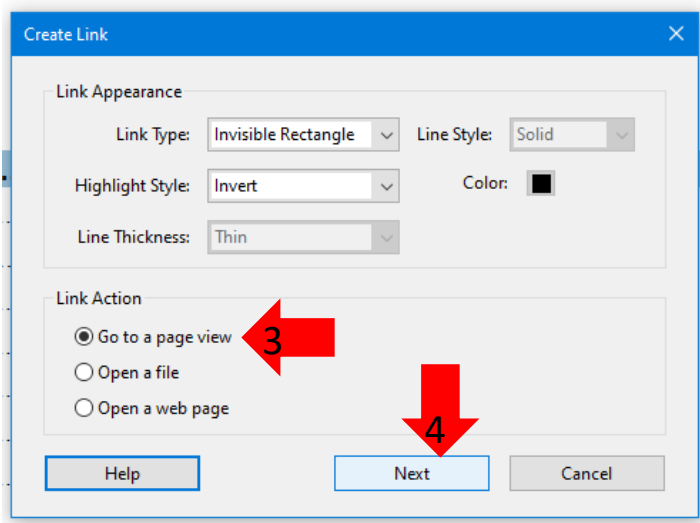 Create Link
Link Appearance
Link Type: Invisible Rectangle Line Style: Solid
Highlight Style: Invert Color:
Line Thickness: Thin
Link Action
Go to a page view 3
Open a file
Open a web page
4
Help Next Cancel